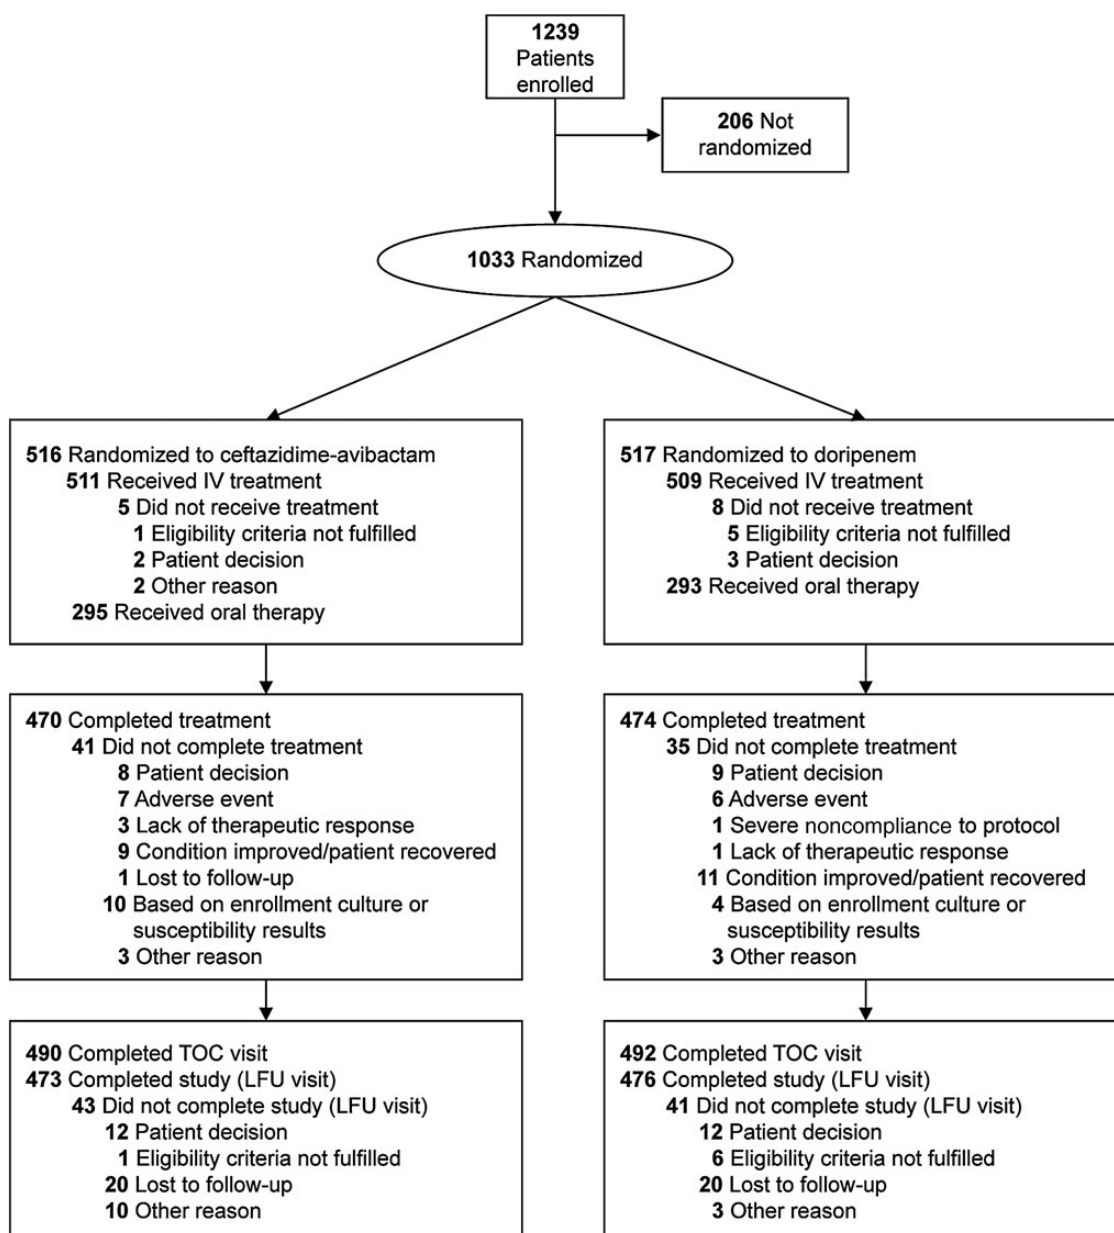 1239
Patients
enrolled
206 Not
randomized
1033 Randomized
516 Randomized to ceftazidime-avibactam
511 Received IV treatment
5 Did not receive treatment
1 Eligibility criteria not fulfilled
2 Patient decision
2 Other reason
295 Received oral therapy
517 Randomized to doripenem
509 Received IV treatment
8 Did not receive treatment
5 Eligibility criteria not fulfilled
3 Patient decision
293 Received oral therapy
470 Completed treatment
41 Did not complete treatment
8 Patient decision
7 Adverse event
3 Lack of therapeutic response
9 Condition improved/patient recovered
1 Lost to follow-up
10 Based on enrollment culture or
susceptibility results
3 Other reason
474 Completed treatment
35 Did not complete treatment
9 Patient decision
6 Adverse event
1 Severe noncompliance to protocol
1 Lack of therapeutic response
11 Condition improved/patient recovered
4 Based on enrollment culture or
susceptibility results
3 Other reason
490 Completed TOC visit
473 Completed study (LFU visit)
43 Did not complete study (LFU visit)
12 Patient decision
1 Eligibility criteria not fulfilled
20 Lost to follow-up
10 Other reason
492 Completed TOC visit
476 Completed study (LFU visit)
41 Did not complete study (LFU visit)
12 Patient decision
6 Eligibility criteria not fulfilled
20 Lost to follow-up
3 Other reason